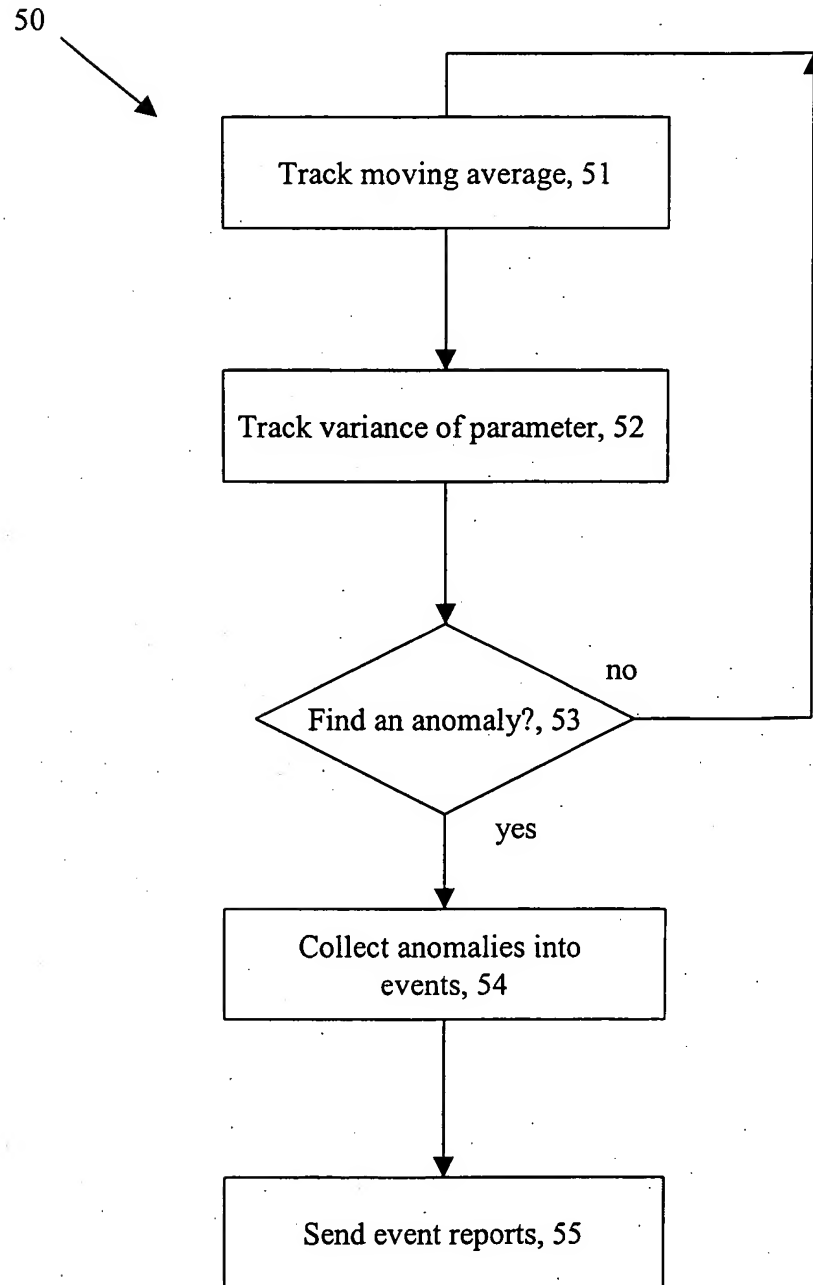 50
Track moving average, 51
Track variance of parameter, 52
no
Find an anomaly?, 53
yes
Collect anomalies into
events, 54
Send event reports, 55